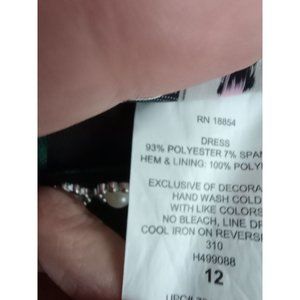 RN 18854
DRESS
93% POLYESTER 7% SPAN
HEM & LINING: 100% POLY
EXCLUSIVE OF DECORA
HAND WASH COLD
WITH LIKE COLORS
NO BLEACH, LINE D
COOL IRON ON REVERS
310
H499088
12